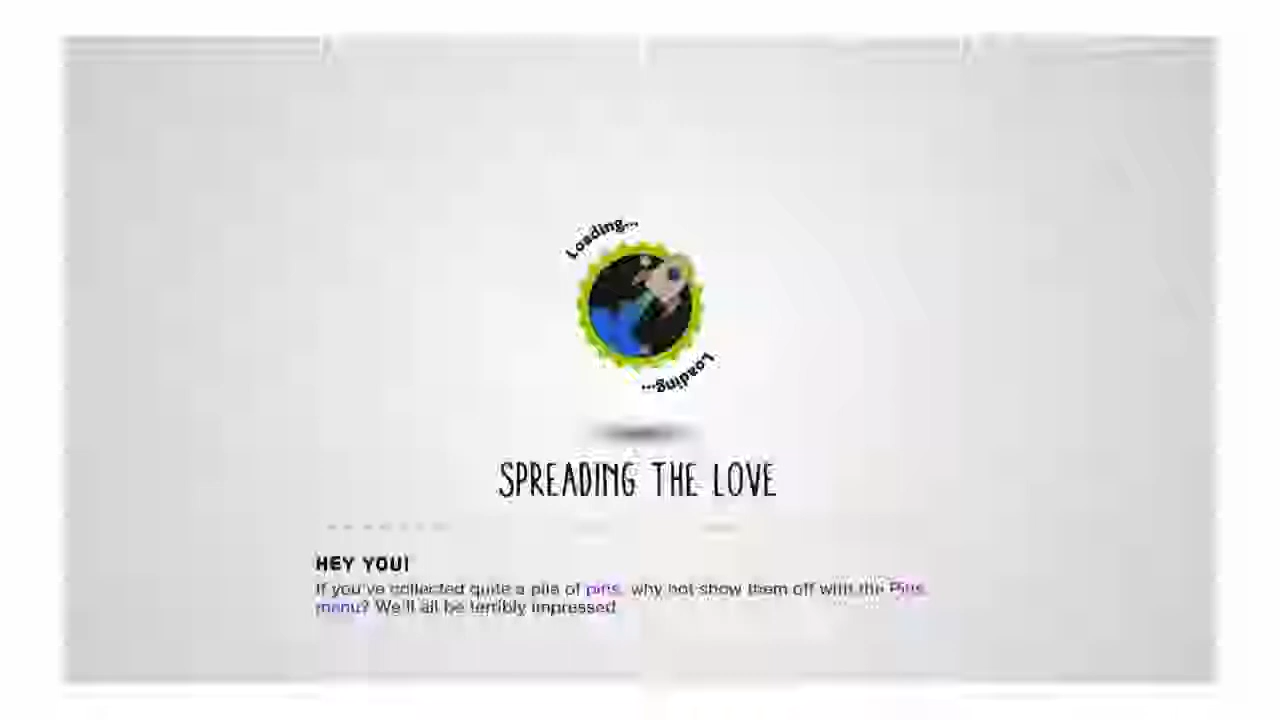 Loading...
Loading...
SPREADING THE LOVE
HEY YOU!
If you've collected quite a pile of pins, why not show them off with the Pins
menu? We'll all be terribly impressed